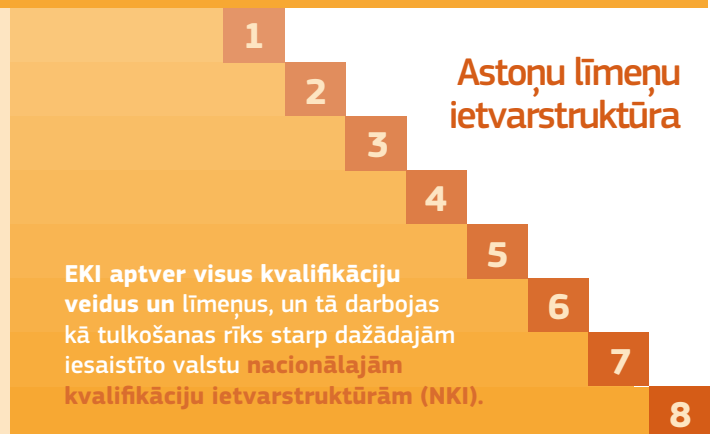 1
2
3
4
5
6
7
8
Astoņu līmeņu
ietvarstruktūra
EKI aptver visus kvalifikāciju
veidus un līmeņus, un tā darbojas
kā tulkošanas rīks starp dažādajām
iesaistīto valstu nacionālajām
kvalifikāciju ietvarstruktūrām (NKI).